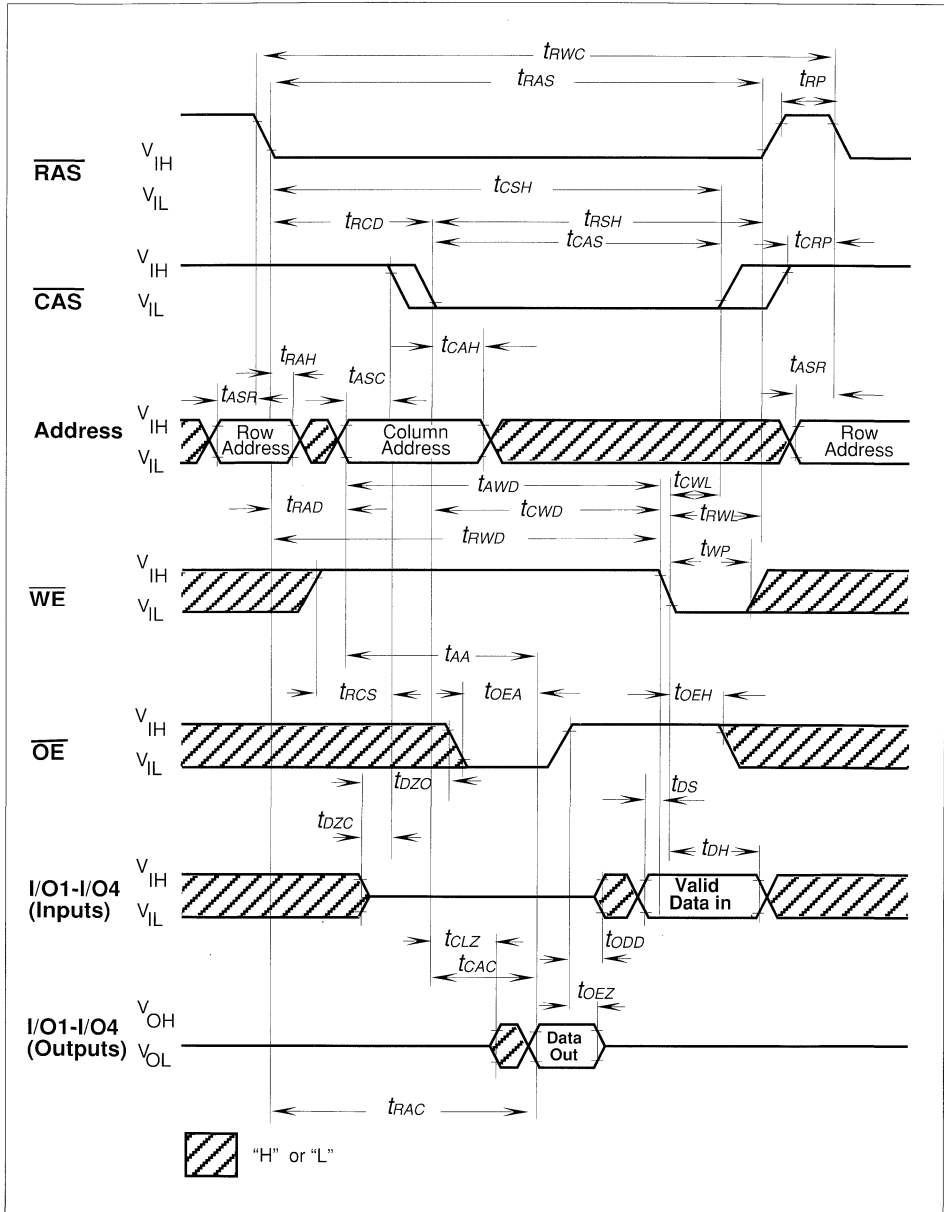 tRWC
tRAS
tRP
RAS
VIH
VIL
tCSH
tRCD
tRSH
tCAS
tCRP
CAS
VIH
VIL
tRAH
tCAH
tASR
tASC
tASR
Address
VIH
VIL
Row
Address
Column
Address
Row
Address
tAWD
tCWL
tRAD
tCWD
tRWL
tRWD
tWP
WE
VIH
VIL
tAA
tRCS
tOEA
tOEH
OE
VIH
VIL
tDZO
tDS
tDZC
tDH
I/O1-I/O4
(Inputs)
VIH
VIL
Valid
Data in
tCLZ
tODD
tCAC
tOEZ
I/O1-I/O4
(Outputs)
VOH
VOL
Data
Out
tRAC
"H" or "L"